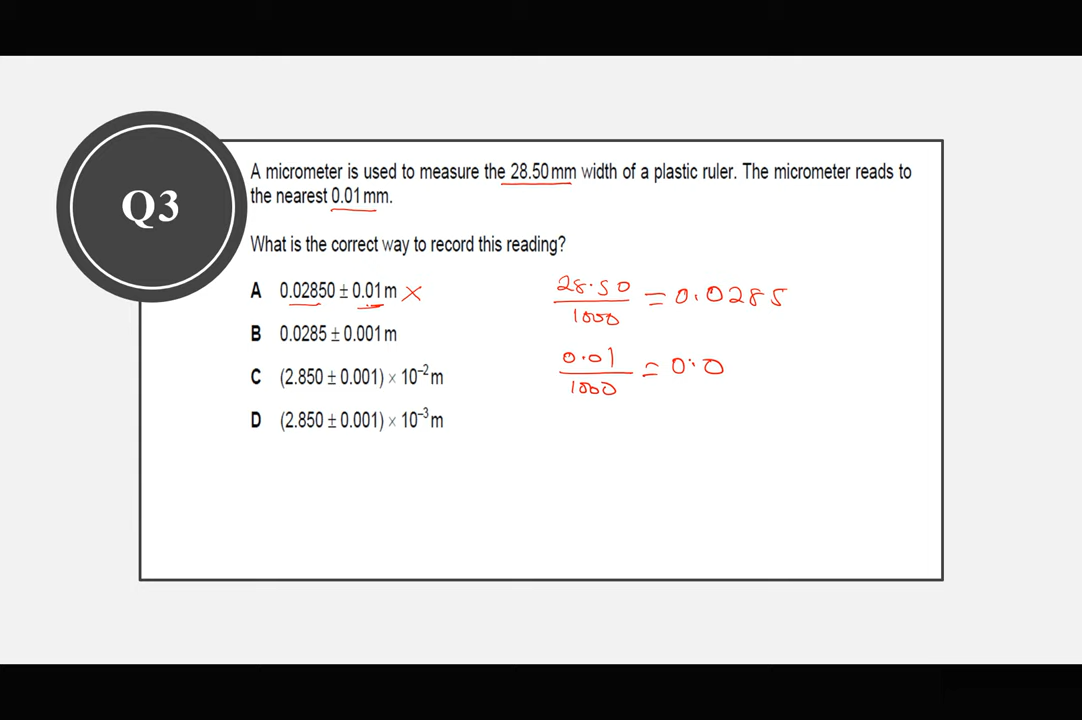 Q3
A micrometer is used to measure the 28.50 mm width of a plastic ruler. The micrometer reads to
the nearest 0.01 mm.
What is the correct way to record this reading?
A 0.02850 ± 0.01 m ×
28.50/1000 = 0.0285
B 0.0285 ± 0.001 m
0.01/1000 = 0.0
C (2.850 ± 0.001) × 10⁻² m
D (2.850 ± 0.001) × 10⁻³ m